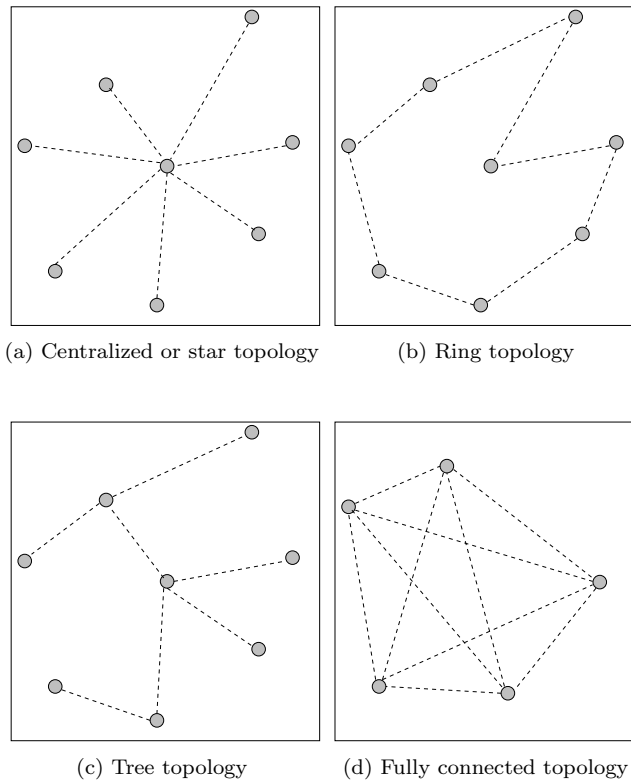 (a) Centralized or star topology
(b) Ring topology
(c) Tree topology
(d) Fully connected topology